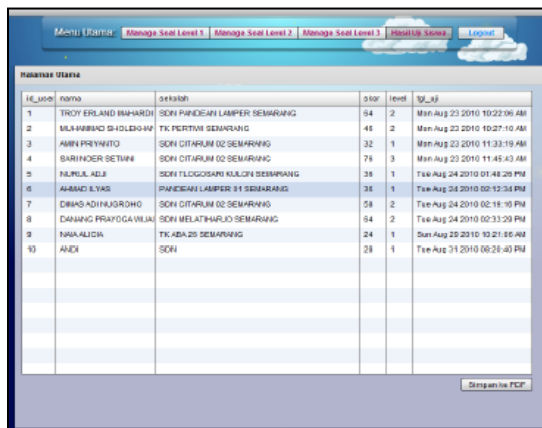 Menu Utama: Manage Soal Level 1 Manage Soal Level 2 Manage Soal Level 3 Hasil Uji Siswa Logout
Halaman Utama
id_user nama sekolah skor level tgl_uji
1 TROY ERLAND MAHARDI SDN PANDEAN LAMPER SEMARANG 64 2 Mon Aug 23 2010 10:22:06 AM
2 MUHAMMAD SHOLEKHAN TK PERTIWI SEMARANG 48 2 Mon Aug 23 2010 10:27:10 AM
3 AMIN PRIYANTO SDN CITARUM 02 SEMARANG 32 1 Mon Aug 23 2010 11:33:19 AM
4 SARI NOER SETIANI SDN CITARUM 02 SEMARANG 76 3 Mon Aug 23 2010 11:45:43 AM
5 NURUL ADJI SDN TLOGOSARI KULON SEMARANG 36 1 Tue Aug 24 2010 01:48:26 PM
6 AHMAD ILYAS PANDEAN LAMPER 01 SEMARANG 36 1 Tue Aug 24 2010 02:12:34 PM
7 DIMAS ADI NUGROHO SDN CITARUM 02 SEMARANG 58 2 Tue Aug 24 2010 02:18:16 PM
8 DANANG PRAYOGA WIJAI SDN MELATIHARJO SEMARANG 64 2 Tue Aug 24 2010 02:33:29 PM
9 NAIA ALICIA TK ABA 26 SEMARANG 24 1 Sun Aug 29 2010 10:21:06 AM
10 ANDI SDN 28 1 Tue Aug 31 2010 08:20:40 PM
Simpan ke PDF